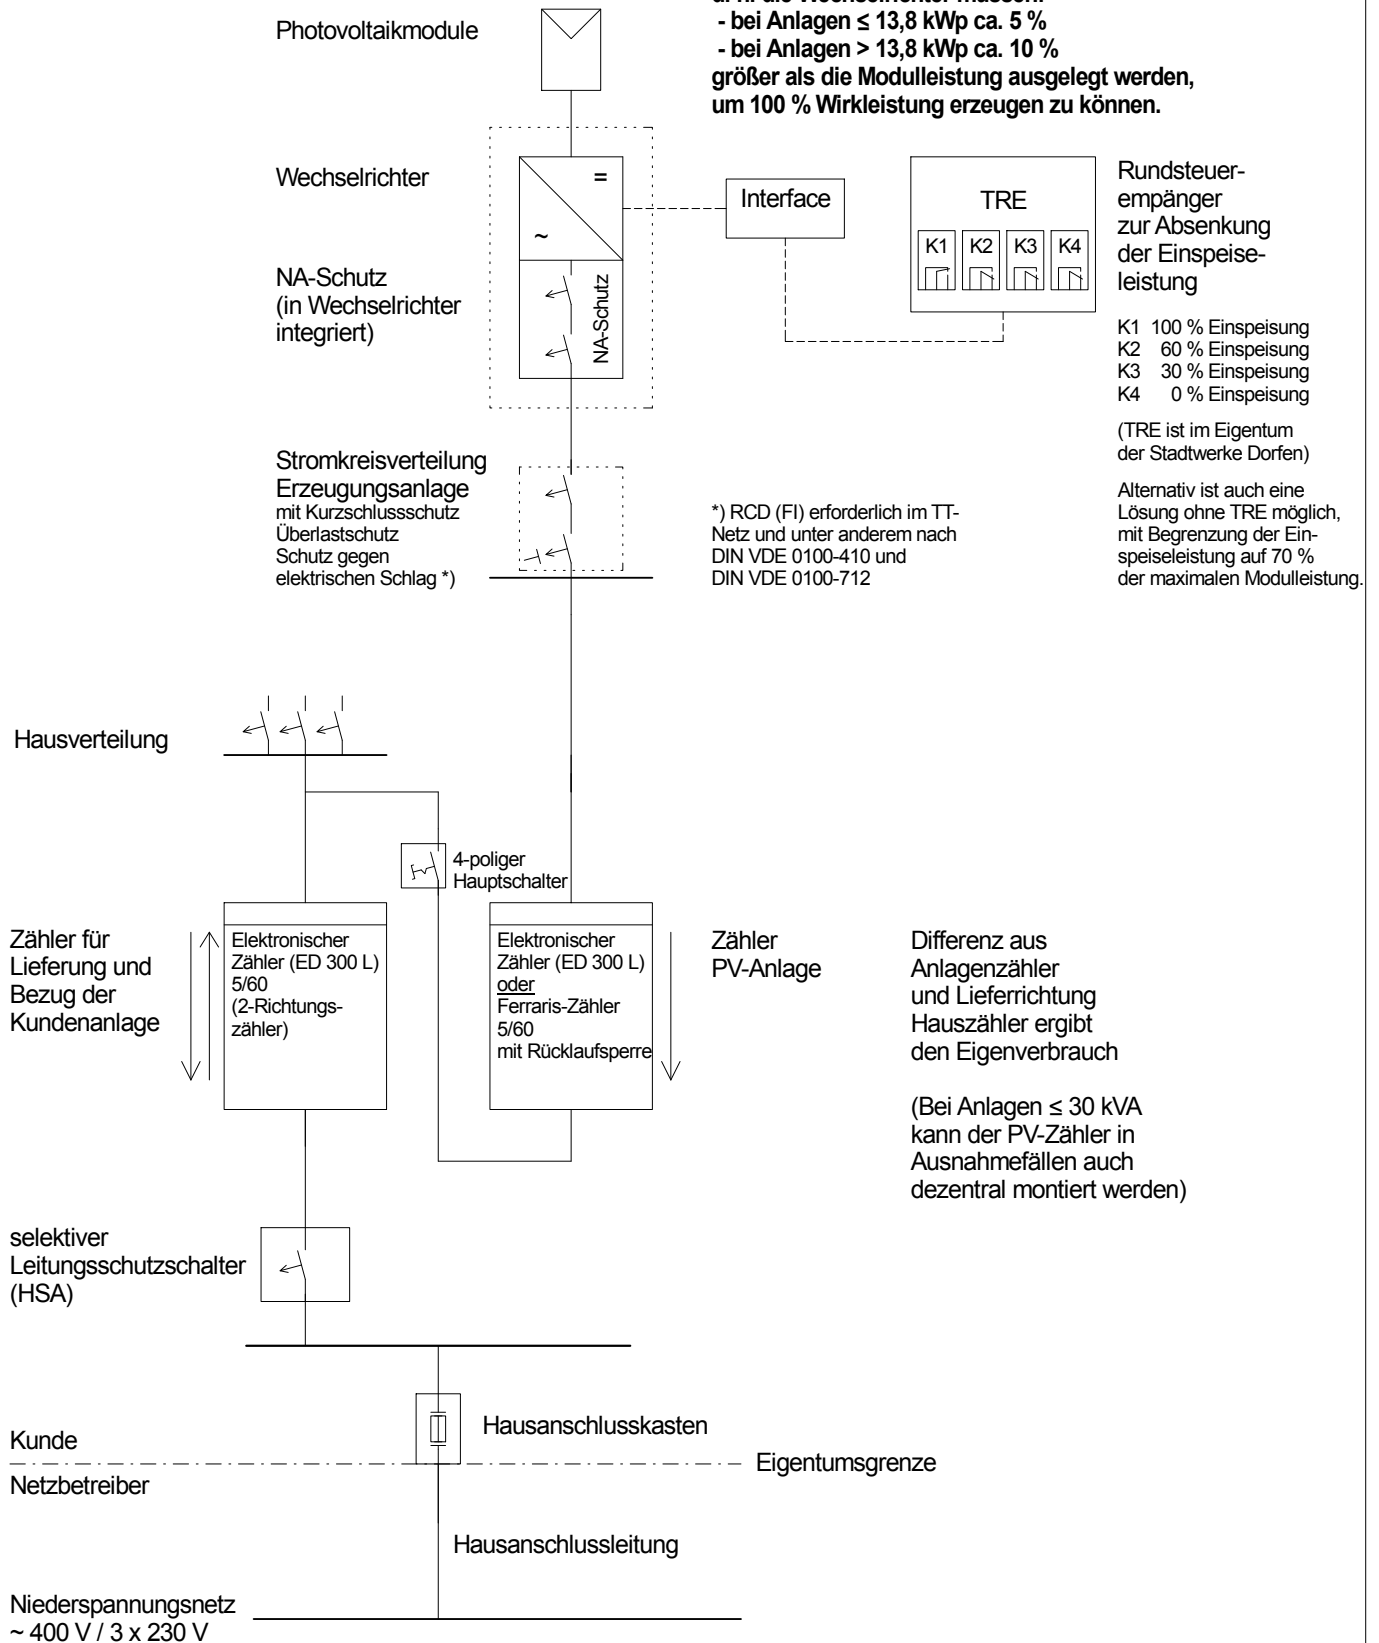 d. h. die Wechselrichter müssen:
- bei Anlagen ≤ 13,8 kWp ca. 5 %
- bei Anlagen > 13,8 kWp ca. 10 %
größer als die Modulleistung ausgelegt werden,
um 100 % Wirkleistung erzeugen zu können.
Photovoltaikmodule
Wechselrichter
=
~
NA-Schutz
(in Wechselrichter
integriert)
NA-Schutz
Interface
TRE
K1 K2 K3 K4
Rundsteuer-
empänger
zur Absenkung
der Einspeise-
leistung
K1 100 % Einspeisung
K2 60 % Einspeisung
K3 30 % Einspeisung
K4 0 % Einspeisung
(TRE ist im Eigentum
der Stadtwerke Dorfen)
Alternativ ist auch eine
Lösung ohne TRE möglich,
mit Begrenzung der Ein-
speiseleistung auf 70 %
der maximalen Modulleistung.
Stromkreisverteilung
Erzeugungsanlage
mit Kurzschlussschutz
Überlastschutz
Schutz gegen
elektrischen Schlag *)
*) RCD (FI) erforderlich im TT-
Netz und unter anderem nach
DIN VDE 0100-410 und
DIN VDE 0100-712
Hausverteilung
4-poliger
Hauptschalter
Zähler für
Lieferung und
Bezug der
Kundenanlage
Elektronischer
Zähler (ED 300 L)
5/60
(2-Richtungs-
zähler)
Elektronischer
Zähler (ED 300 L)
oder
Ferraris-Zähler
5/60
mit Rücklaufsperre
Zähler
PV-Anlage
Differenz aus
Anlagenzähler
und Lieferrichtung
Hauszähler ergibt
den Eigenverbrauch
(Bei Anlagen ≤ 30 kVA
kann der PV-Zähler in
Ausnahmefällen auch
dezentral montiert werden)
selektiver
Leitungsschutzschalter
(HSA)
Hausanschlusskasten
Kunde
Eigentumsgrenze
Netzbetreiber
Hausanschlussleitung
Niederspannungsnetz
~ 400 V / 3 x 230 V